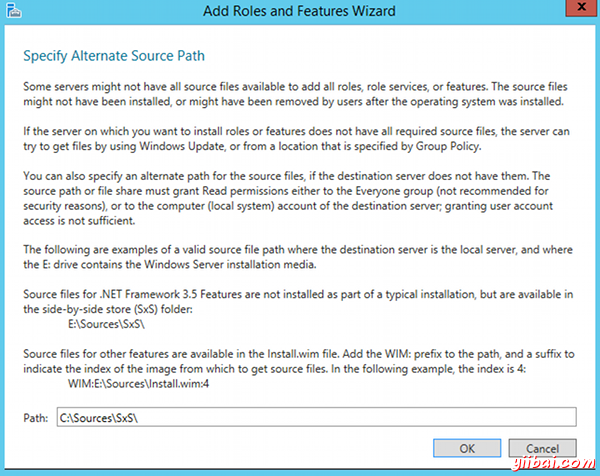 Add Roles and Features Wizard
x
Specify Alternate Source Path
Some servers might not have all source files available to add all roles, role services, or features. The source files
might not have been installed, or might have been removed by users after the operating system was installed.
If the server on which you want to install roles or features does not have all required source files, the server can
try to get files by using Windows Update, or from a location that is specified by Group Policy.
You can also specify an alternate path for the source files, if the destination server does not have them. The
source path or file share must grant Read permissions either to the Everyone group (not recommended for
security reasons), or to the computer (local system) account of the destination server; granting user account
access is not sufficient.
The following are examples of a valid source file path where the destination server is the local server, and where
the E: drive contains the Windows Server installation media.
Source files for .NET Framework 3.5 Features are not installed as part of a typical installation, but are available in
the side-by-side store (SxS) folder:
E:\Sources\SxS\
Source files for other features are available in the Install.wim file. Add the WIM: prefix to the path, and a suffix to
indicate the index of the image from which to get source files. In the following example, the index is 4:
WIM:E:\Sources\Install.wim:4
Path: C:\Sources\SxS\
OK Cancel
yiibai.com